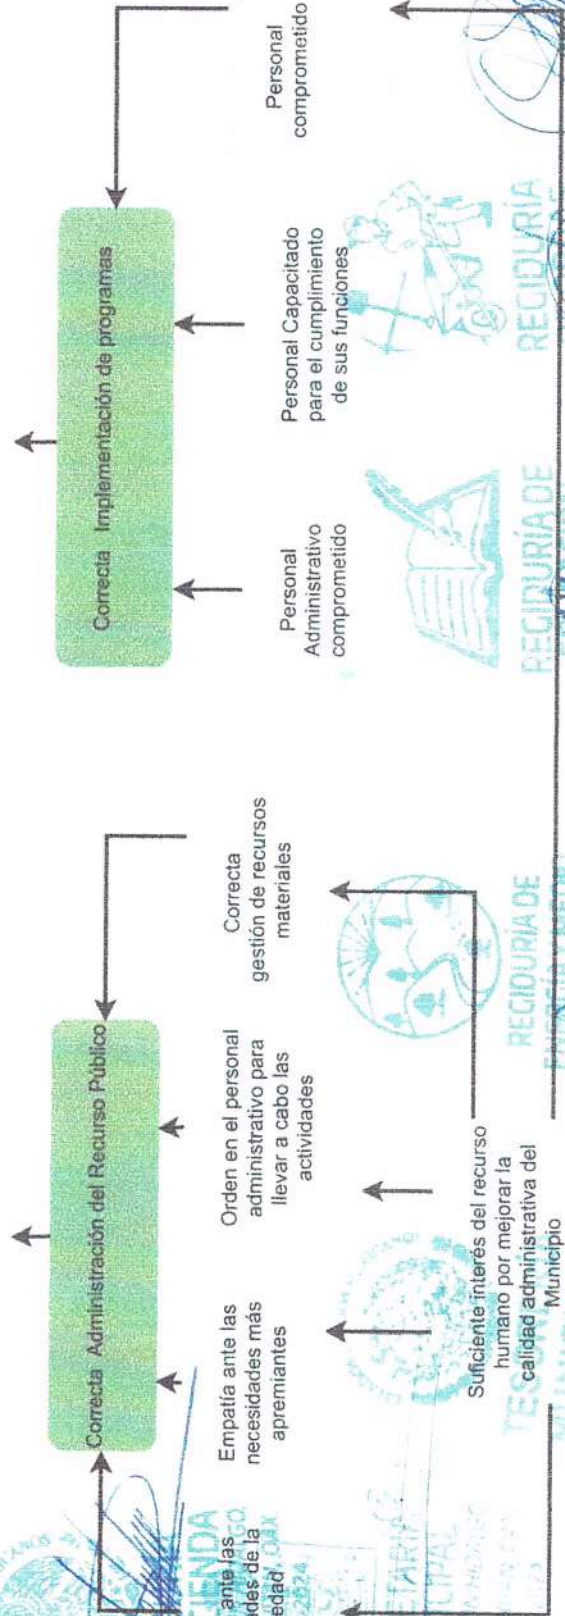 Correcta Administración del Recurso Público
Correcta Implementación de programas
ante las
Empatía ante las
necesidades más
apremiantes
Orden en el personal
administrativo para
llevar a cabo las
actividades
Correcta
gestión de recursos
materiales
Personal
Administrativo
comprometido
Personal Capacitado
para el cumplimiento
de sus funciones
Personal
comprometido
Suficiente interés del recurso
humano por mejorar la
calidad administrativa del
Municipio
REGIDURÍA DE
REGIDURÍA DE
REGIDURÍA
2024